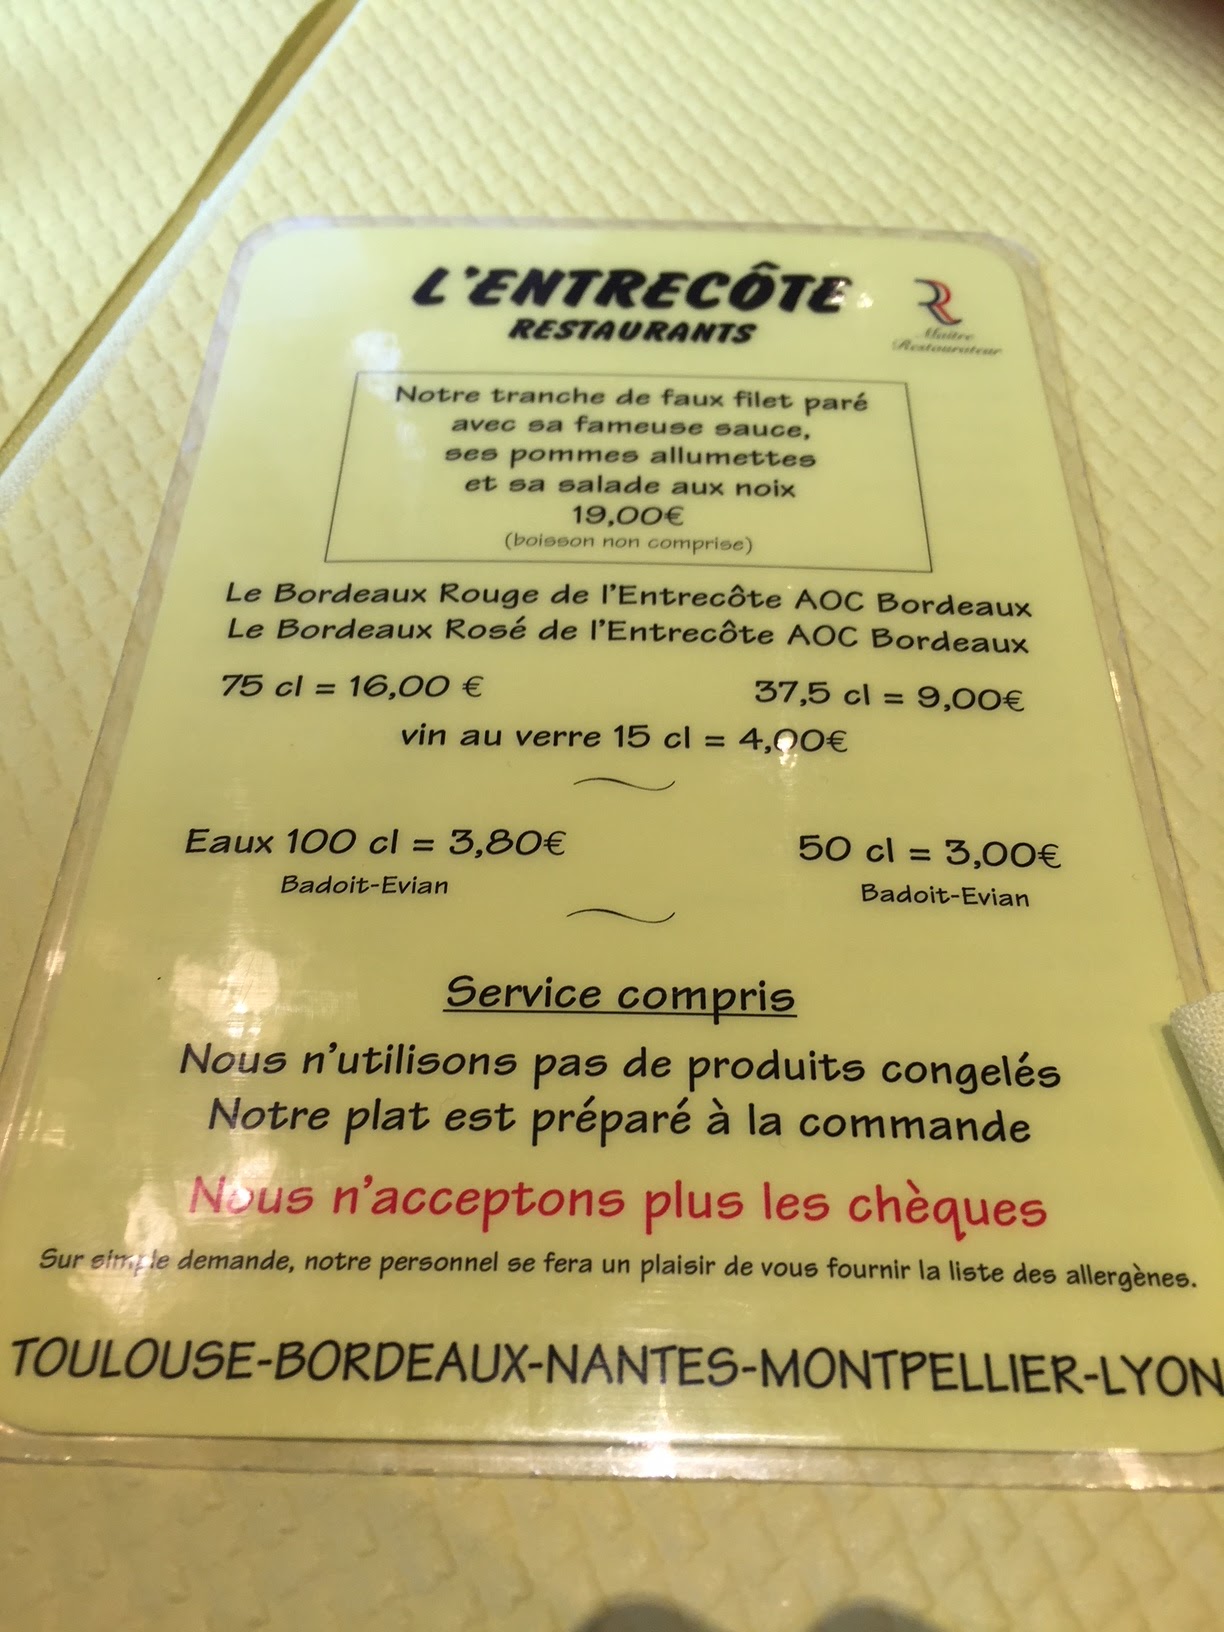 L'ENTRECÔTE
RESTAURANTS
Maître
Restaurateur
Notre tranche de faux filet paré
avec sa fameuse sauce,
ses pommes allumettes
et sa salade aux noix
19,00€
(boisson non comprise)
Le Bordeaux Rouge de l'Entrecôte AOC Bordeaux
Le Bordeaux Rosé de l'Entrecôte AOC Bordeaux
75 cl = 16,00 € 37,5 cl = 9,00€
vin au verre 15 cl = 4,00€
Eaux 100 cl = 3,80€ 50 cl = 3,00€
Badoit-Evian Badoit-Evian
Service compris
Nous n'utilisons pas de produits congelés
Notre plat est préparé à la commande
Nous n'acceptons plus les chèques
Sur simple demande, notre personnel se fera un plaisir de vous fournir la liste des allergènes.
TOULOUSE-BORDEAUX-NANTES-MONTPELLIER-LYON